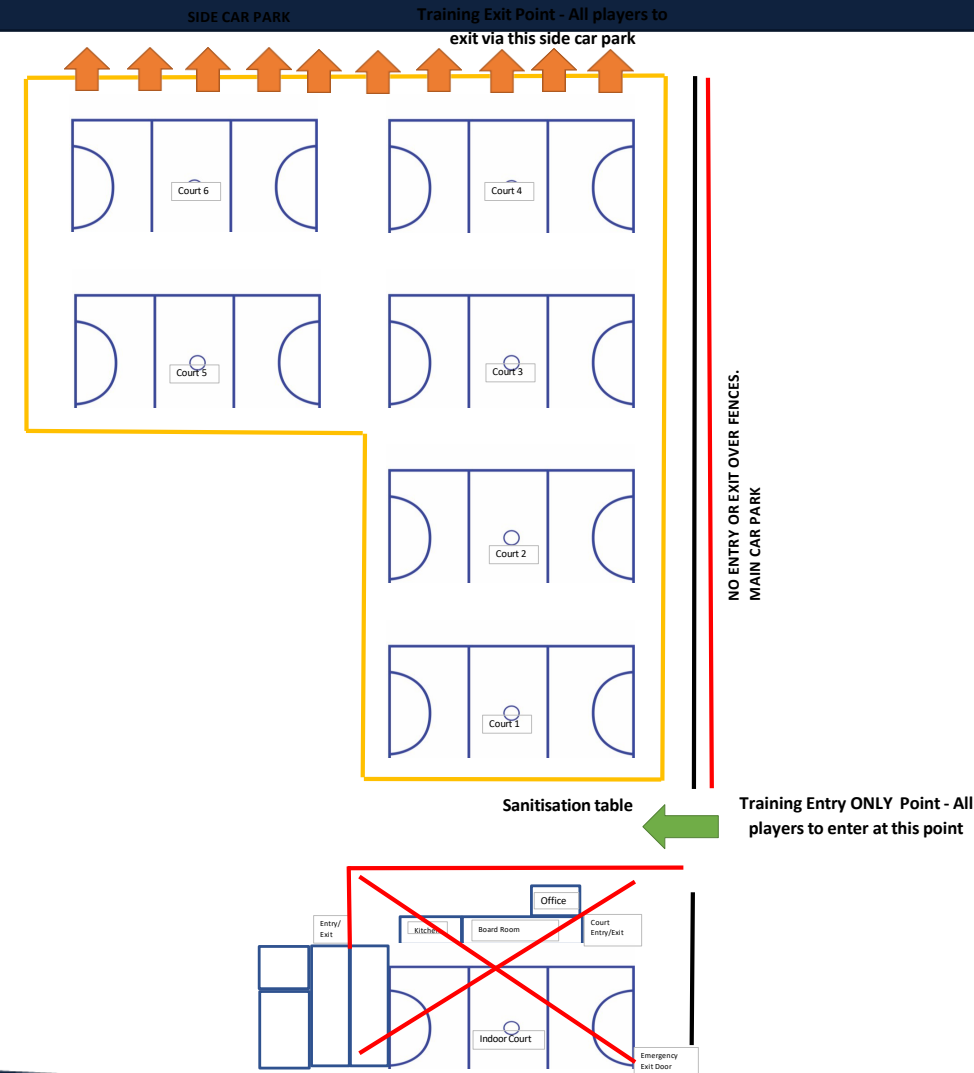 SIDE CAR PARK
Training Exit Point - All players to
exit via this side car park
Court 6
Court 4
Court 5
Court 3
NO ENTRY OR EXIT OVER FENCES.
MAIN CAR PARK
Court 2
Court 1
Sanitisation table
Training Entry ONLY Point - All
players to enter at this point
Office
Entry/
Exit
Kitchen
Board Room
Court
Entry/Exit
Indoor Court
Emergency
Exit Door